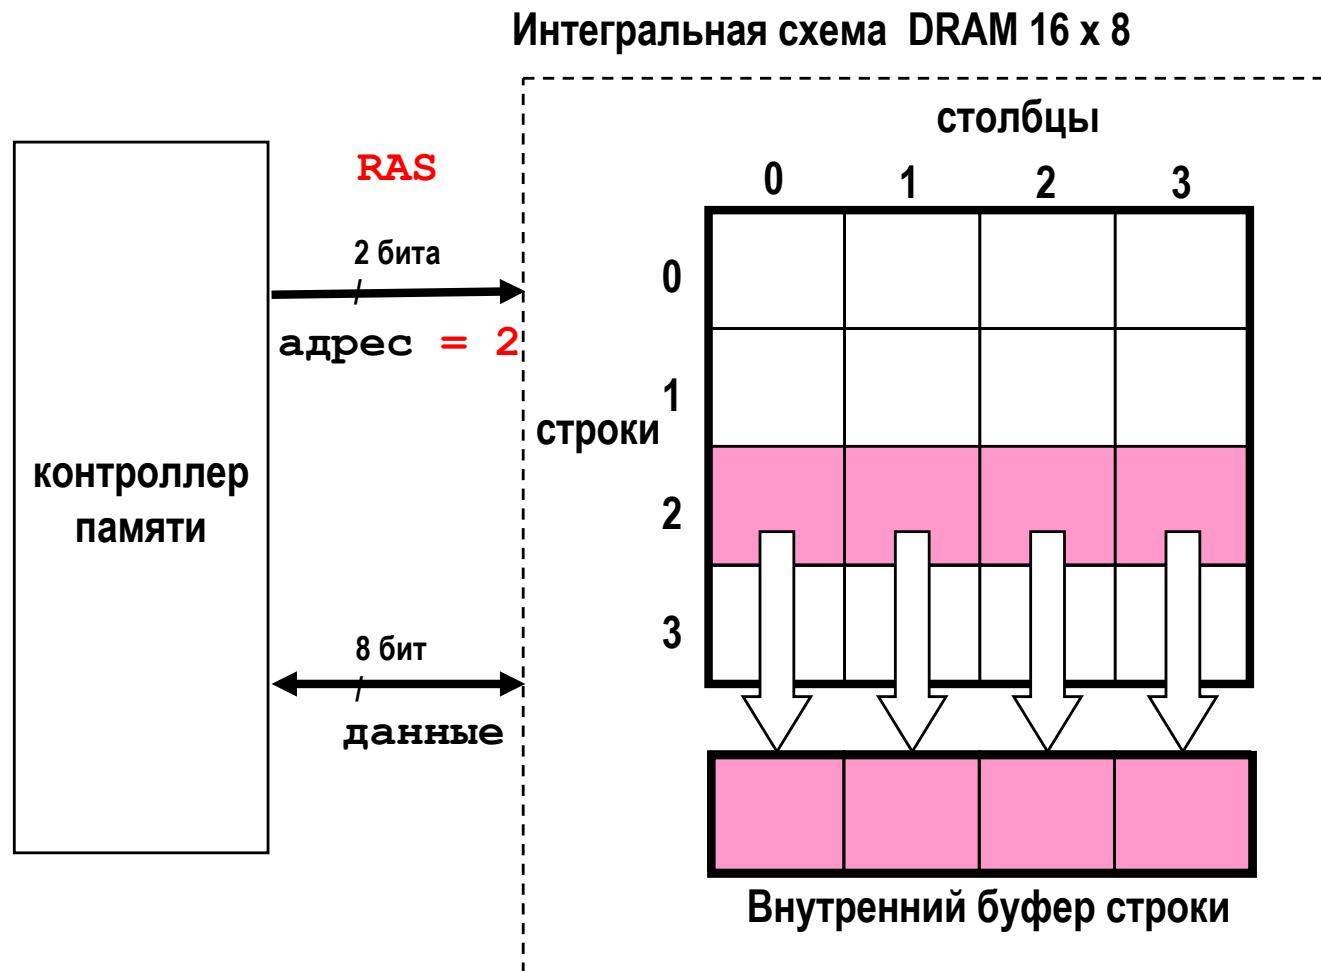 Интегральная схема DRAM 16 x 8
столбцы
RAS
0 1 2 3
2 бита
0
адрес = 2
1
строки
контроллер
памяти
2
3
8 бит
данные
Внутренний буфер строки